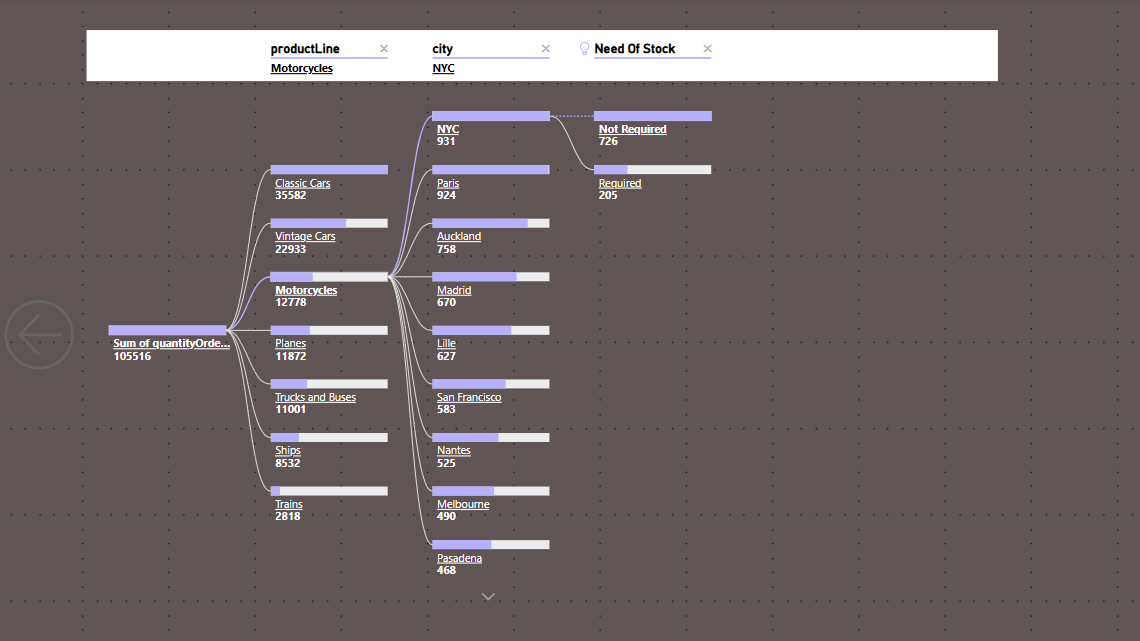 productLine
Motorcycles
city
NYC
Need Of Stock
Sum of quantityOrde...
105516
Classic Cars
35582
Vintage Cars
22933
Motorcycles
12778
Planes
11872
Trucks and Buses
11001
Ships
8532
Trains
2818
NYC
931
Paris
924
Auckland
758
Madrid
670
Lille
627
San Francisco
583
Nantes
525
Melbourne
490
Pasadena
468
Not Required
726
Required
205